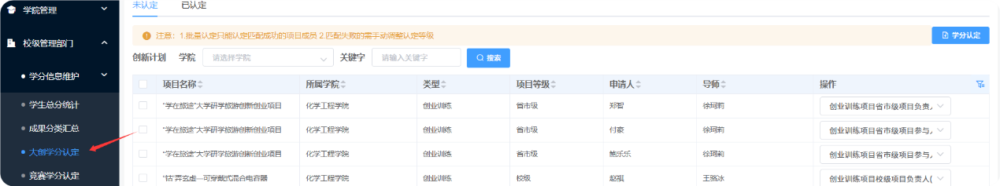 学院管理
校级管理部门
学分信息维护
学生总分统计
成果分类汇总
大创学分认定
竞赛学分认定
未认定 已认定
注意：1.批量认定只能认定匹配成功的项目成员 2.匹配失败的需手动调整认定等级
学分认定
创新计划 学院 请选择学院 关键字 请输入关键字 搜索
项目名称 所属学院 类型 项目等级 申请人 导师 操作
“学在旅途”大学研学旅游创新创业项目 化学工程学院 创业训练 省市级 郑智 徐珂莉 创业训练项目省市级项目负责人
“学在旅途”大学研学旅游创新创业项目 化学工程学院 创业训练 省市级 付豪 徐珂莉 创业训练项目省市级项目参与人
“学在旅途”大学研学旅游创新创业项目 化学工程学院 创业训练 省市级 鲍乐乐 徐珂莉 创业训练项目省市级项目参与人
“钴”弄玄虚—可穿戴式混合电容器 化学工程学院 创业训练 校级 赵祺 王骆冰 创业训练项目校级项目负责人(